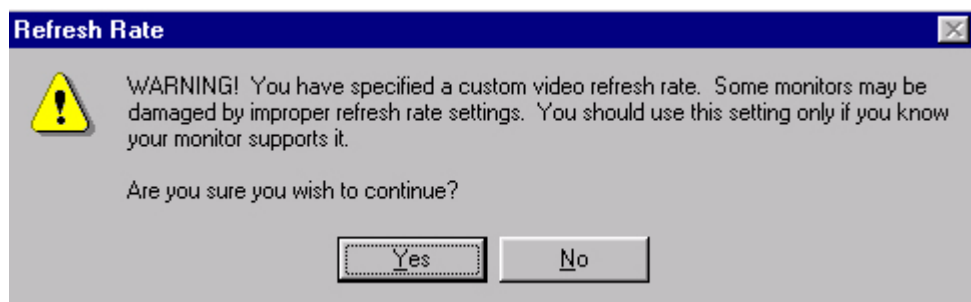 Refresh Rate
WARNING!  You have specified a custom video refresh rate.  Some monitors may be
damaged by improper refresh rate settings.  You should use this setting only if you know
your monitor supports it.
Are you sure you wish to continue?
Yes
No